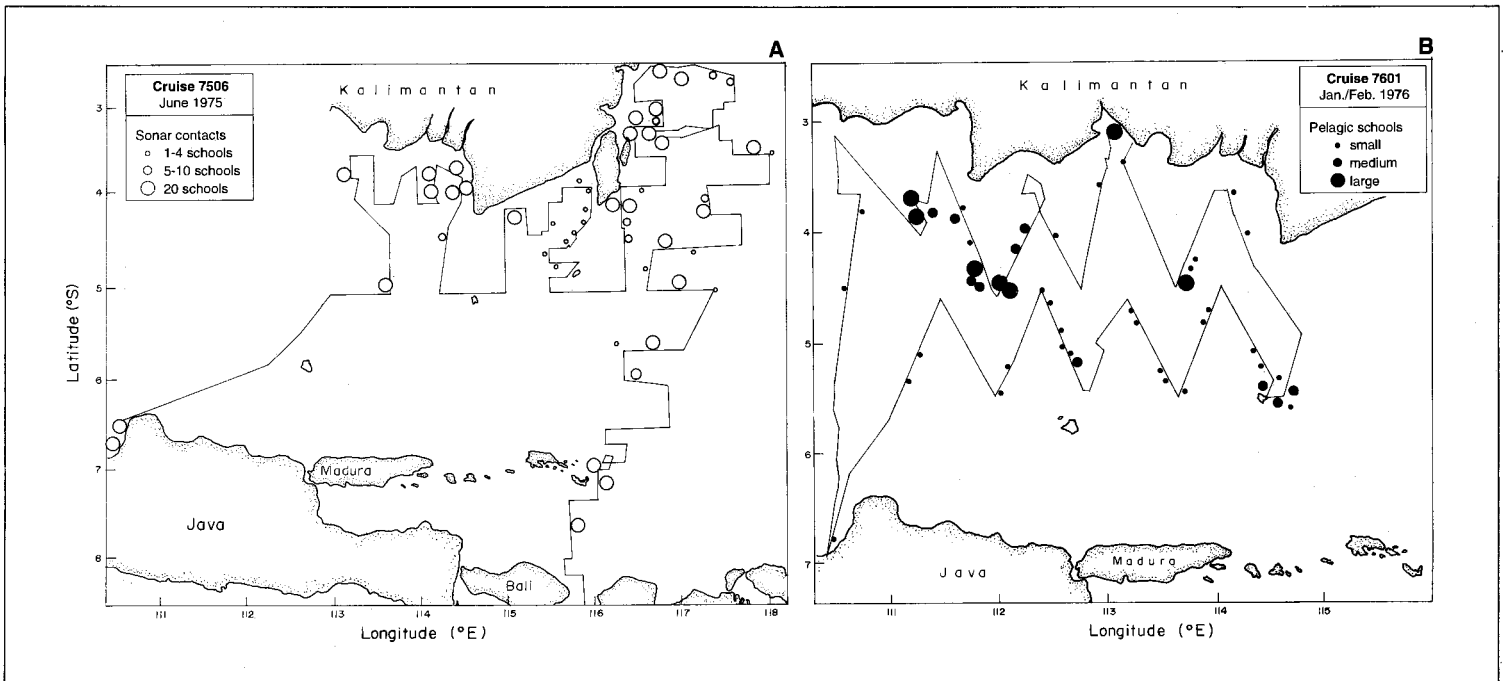 A
Cruise 7506
June 1975
Sonar contacts
1-4 schools
5-10 schools
20 schools
Kalimantan
Latitude (°S)
3
4
5
6
7
8
Madura
Java
Bali
111 112 113 114 115 116 117 118
Longitude (°E)
B
Cruise 7601
Jan./Feb. 1976
Pelagic schools
small
medium
large
Kalimantan
3
4
5
6
7
Java
Madura
111 112 113 114 115
Longitude (°E)